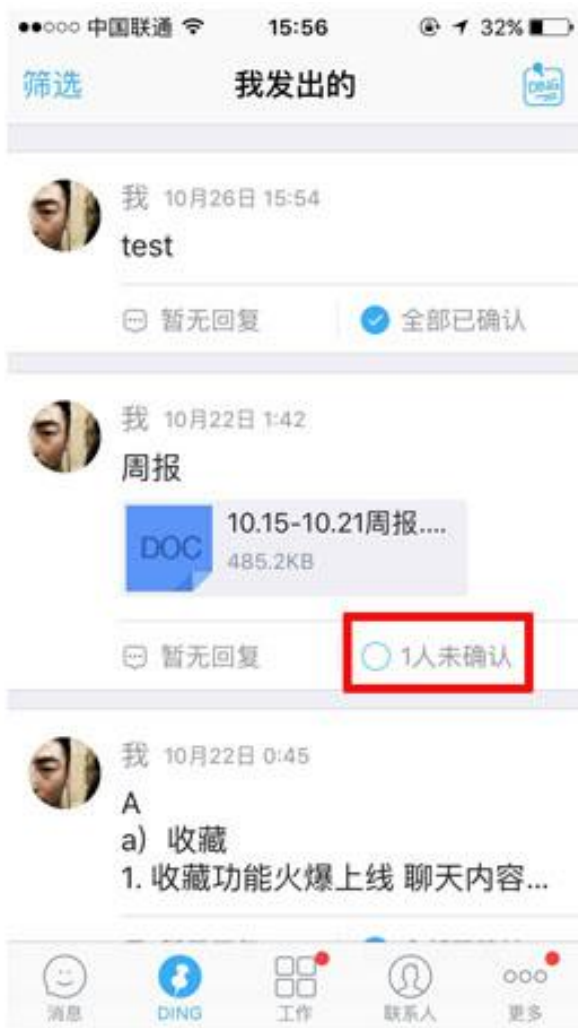 中国联通 15:56 32%
筛选 我发出的 DING
我 10月26日 15:54
test
暂无回复 全部已确认
我 10月22日 1:42
周报
DOC 10.15-10.21周报....
485.2KB
暂无回复 1人未确认
我 10月22日 0:45
A
a）收藏
1. 收藏功能火爆上线 聊天内容...
消息 DING 工作 联系人 更多